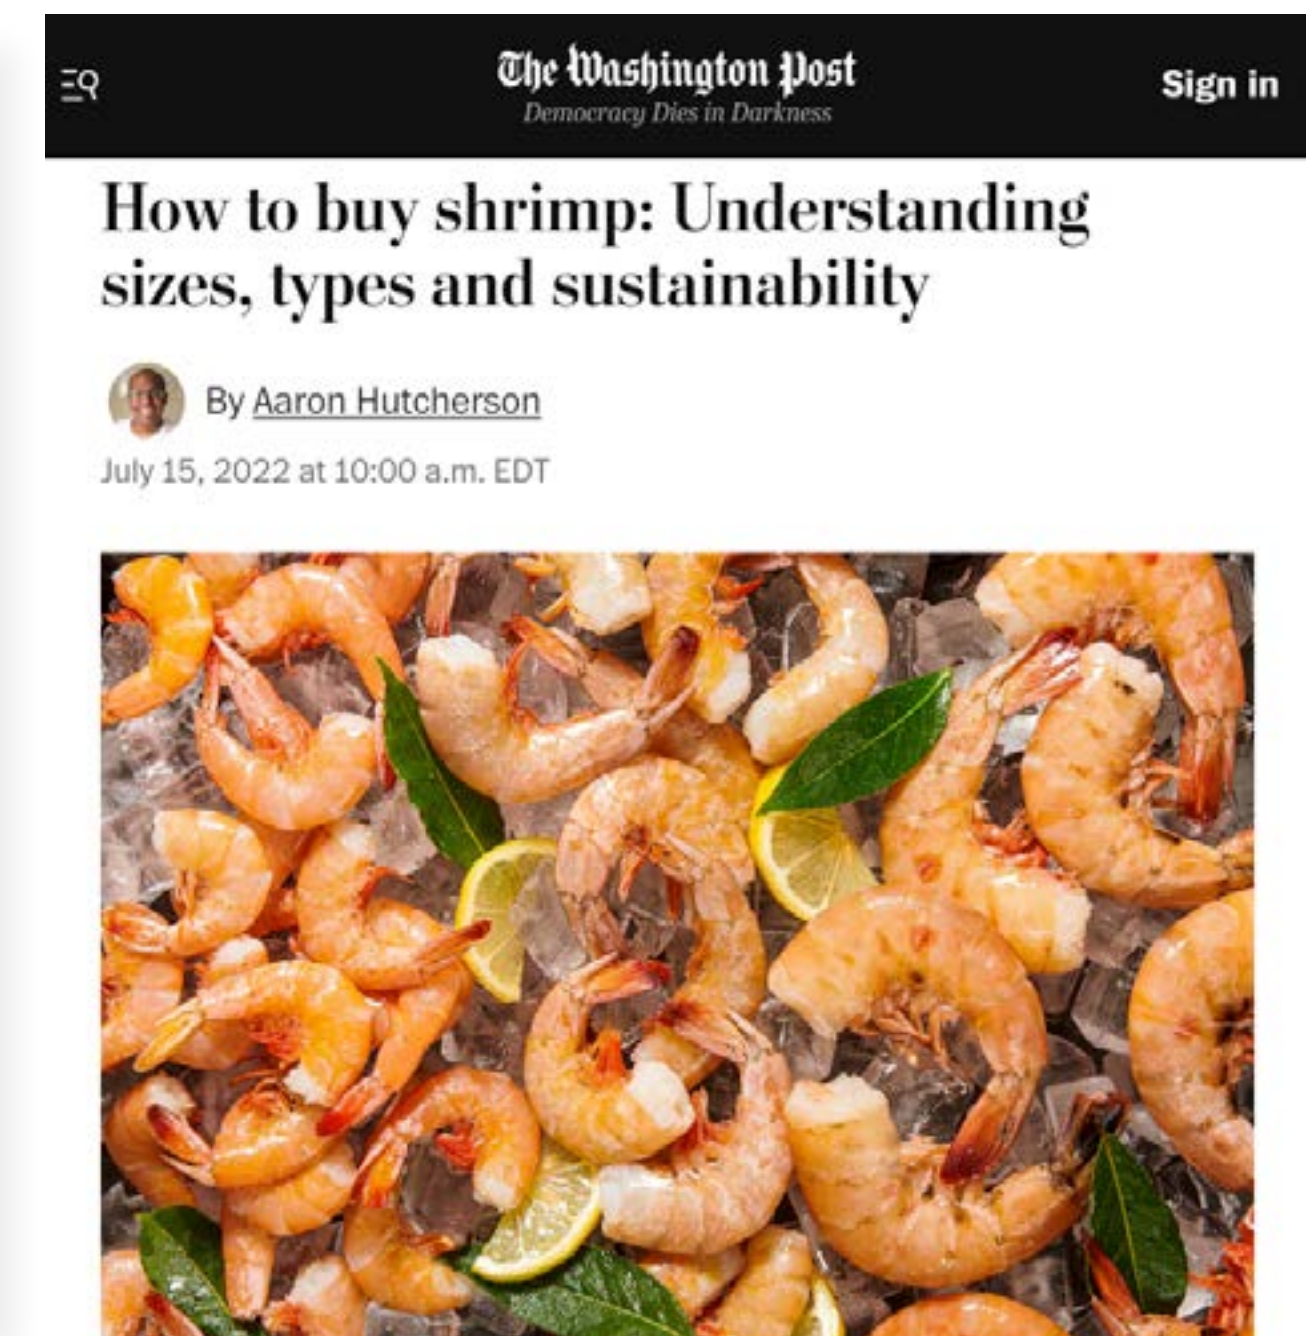 The Washington Post
Democracy Dies in Darkness
Sign in
How to buy shrimp: Understanding
sizes, types and sustainability
By Aaron Hutcherson
July 15, 2022 at 10:00 a.m. EDT